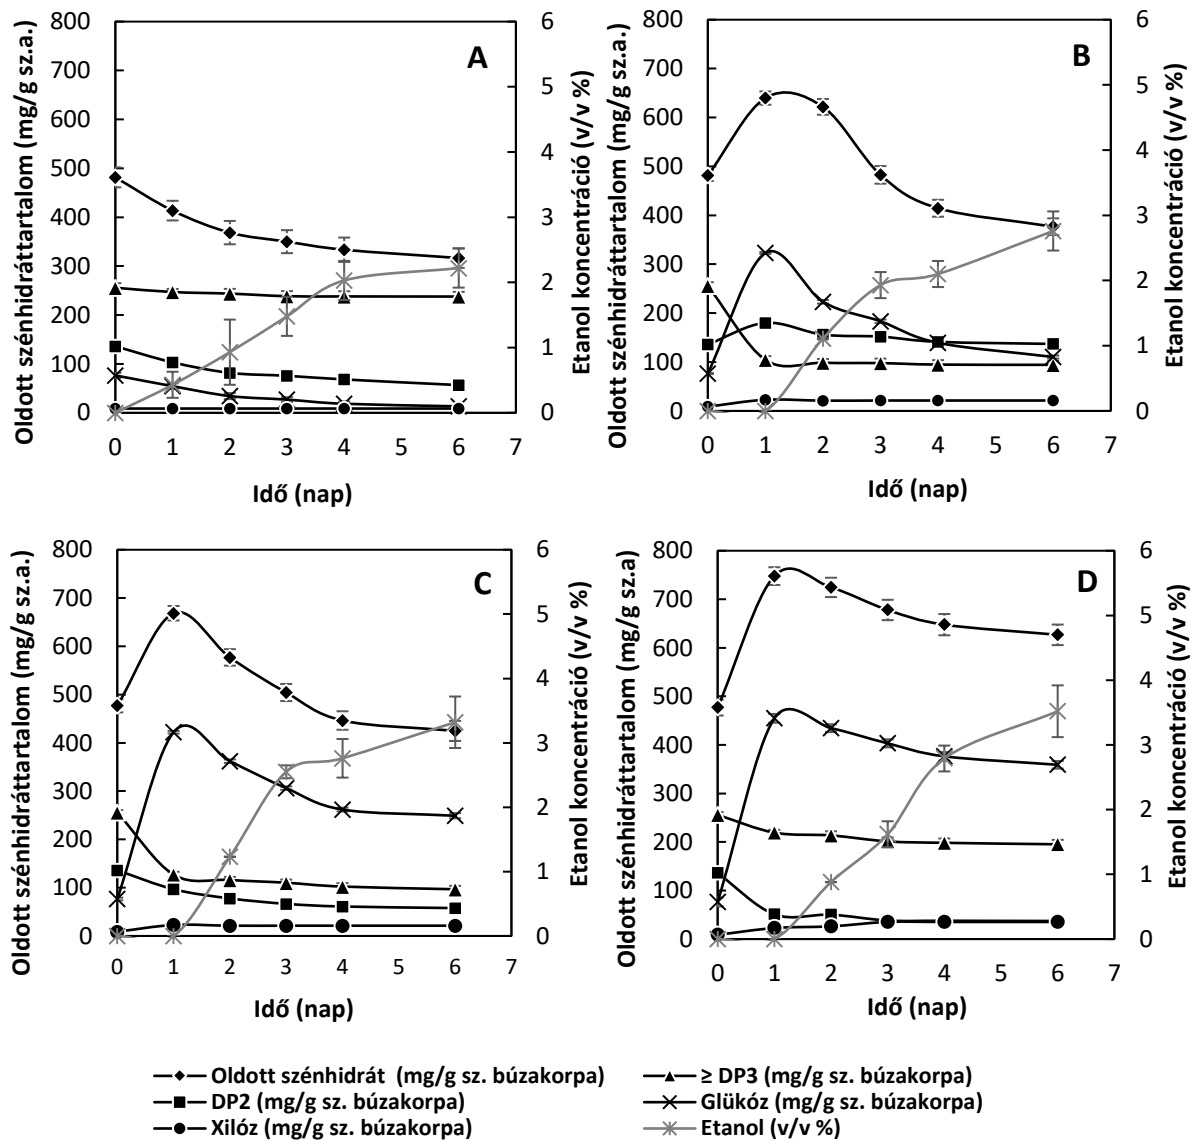 A
Oldott szénhidráttartalom (mg/g sz.a.)
800
700
600
500
400
300
200
100
0
0 1 2 3 4 5 6 7
Idő (nap)
6
5
4
3
2
1
0
Etanol koncentráció (v/v %)
B
Oldott szénhidráttartalom (mg/g sz.a.)
800
700
600
500
400
300
200
100
0
0 1 2 3 4 5 6 7
Idő (nap)
6
5
4
3
2
1
0
Etanol koncentráció (v/v %)
C
Oldott szénhidráttartalom (mg/g sz.a.)
800
700
600
500
400
300
200
100
0
0 1 2 3 4 5 6 7
Idő (nap)
6
5
4
3
2
1
0
Etanol koncentráció (v/v %)
D
Oldott szénhidráttartalom (mg/g sz.a)
800
700
600
500
400
300
200
100
0
0 1 2 3 4 5 6 7
Idő (nap)
6
5
4
3
2
1
0
Etanol koncentráció (v/v %)
Oldott szénhidrát (mg/g sz. búzakorpa)
≥ DP3 (mg/g sz. búzakorpa)
DP2 (mg/g sz. búzakorpa)
Glükóz (mg/g sz. búzakorpa)
Xilóz (mg/g sz. búzakorpa)
Etanol (v/v %)